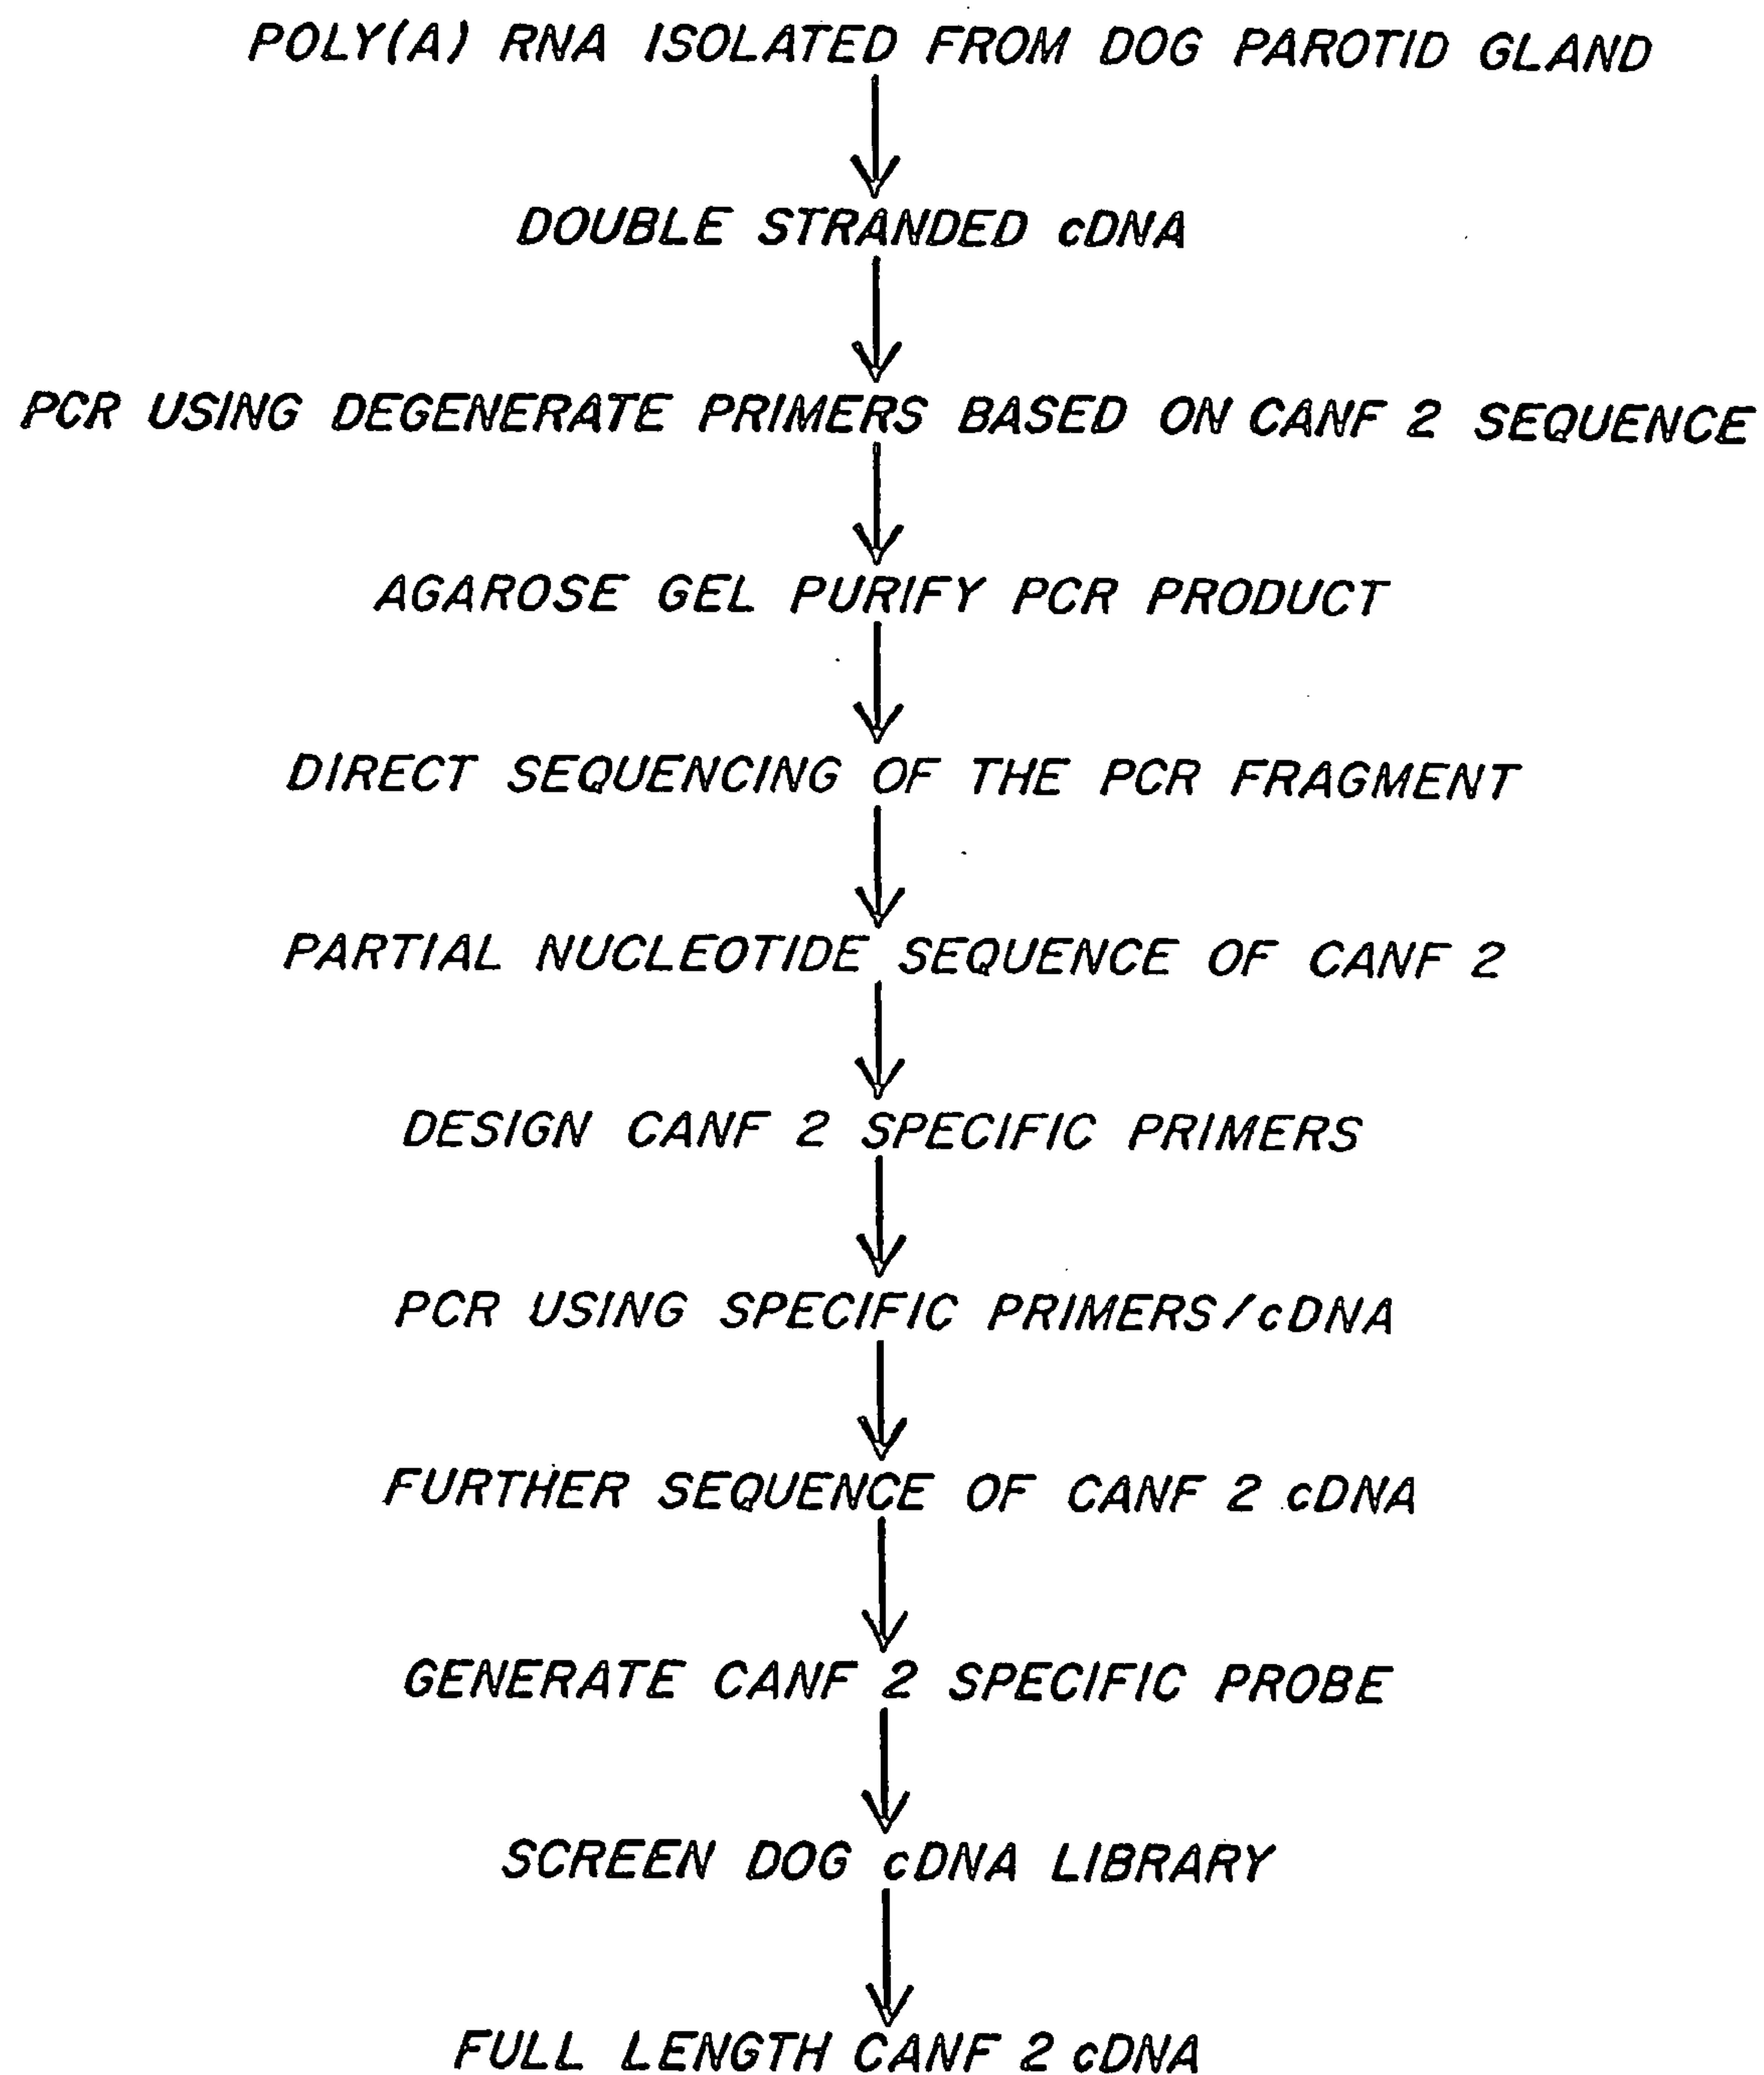 POLY(A) RNA ISOLATED FROM DOG PAROTID GLAND
DOUBLE STRANDED cDNA
PCR USING DEGENERATE PRIMERS BASED ON CANF 2 SEQUENCE
AGAROSE GEL PURIFY PCR PRODUCT
DIRECT SEQUENCING OF THE PCR FRAGMENT
PARTIAL NUCLEOTIDE SEQUENCE OF CANF 2
DESIGN CANF 2 SPECIFIC PRIMERS
PCR USING SPECIFIC PRIMERS/cDNA
FURTHER SEQUENCE OF CANF 2 cDNA
GENERATE CANF 2 SPECIFIC PROBE
SCREEN DOG cDNA LIBRARY
FULL LENGTH CANF 2 cDNA